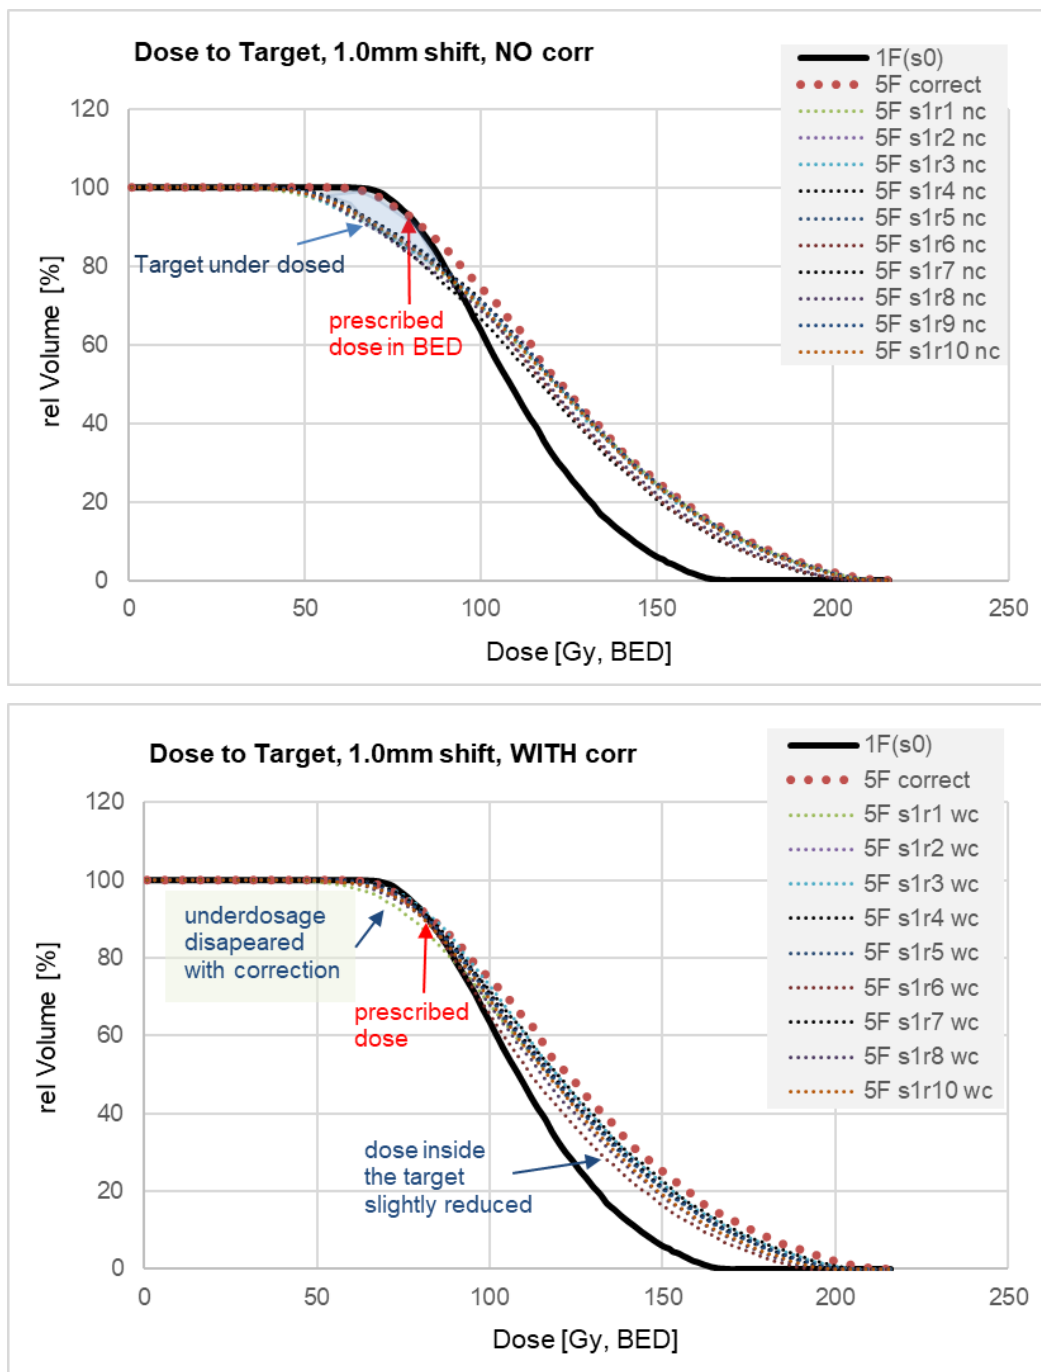 Dose to Target, 1.0mm shift, NO corr
1F(s0)
5F correct
5F s1r1 nc
5F s1r2 nc
5F s1r3 nc
5F s1r4 nc
5F s1r5 nc
5F s1r6 nc
5F s1r7 nc
5F s1r8 nc
5F s1r9 nc
5F s1r10 nc
120
100
80
60
40
20
0
rel Volume [%]
Target under dosed
prescribed
dose in BED
0
50
100
150
200
250
Dose [Gy, BED]
Dose to Target, 1.0mm shift, WITH corr
1F(s0)
5F correct
5F s1r1 wc
5F s1r2 wc
5F s1r3 wc
5F s1r4 wc
5F s1r5 wc
5F s1r6 wc
5F s1r7 wc
5F s1r8 wc
5F s1r10 wc
120
100
80
60
40
20
0
rel Volume [%]
underdosage
disapeared
with correction
prescribed
dose
dose inside
the target
slightly reduced
0
50
100
150
200
250
Dose [Gy, BED]